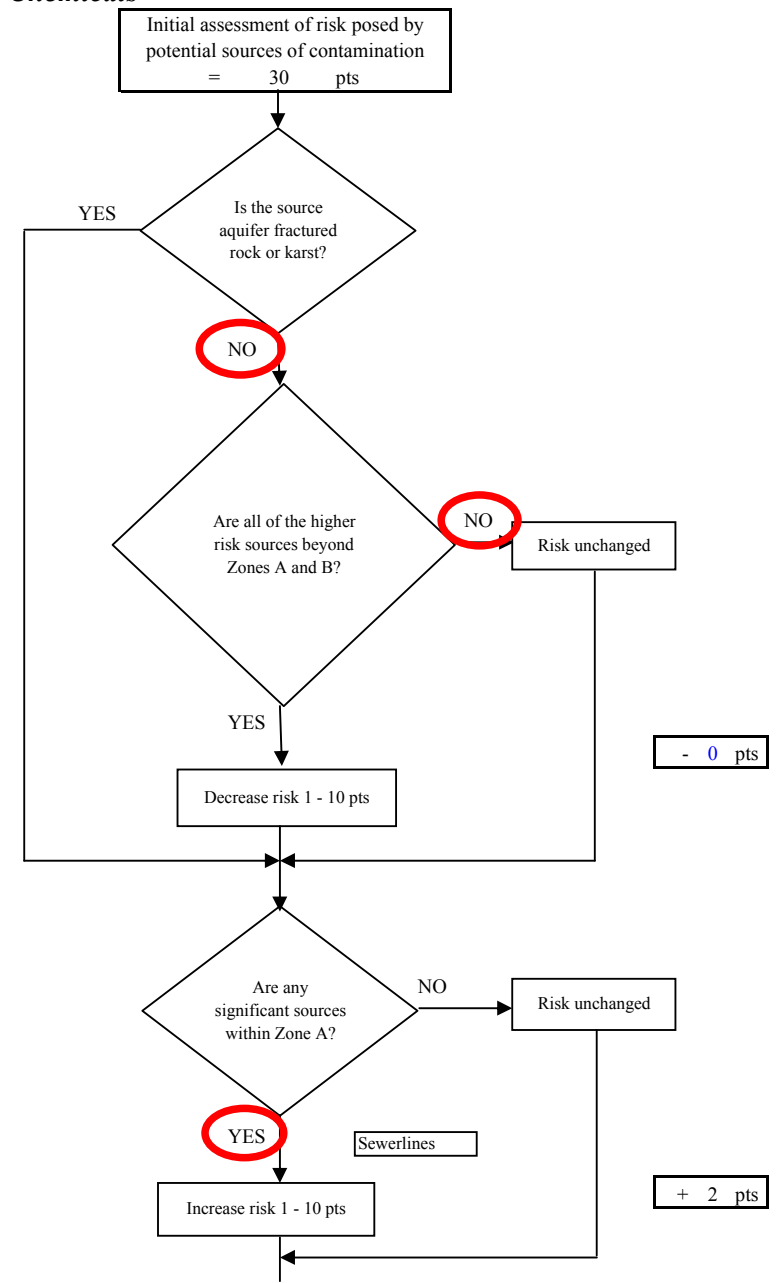 Chemicals
Initial assessment of risk posed by
potential sources of contamination
= 30 pts
YES
Is the source
aquifer fractured
rock or karst?
NO
Are all of the higher
risk sources beyond
Zones A and B?
NO
Risk unchanged
YES
- 0 pts
Decrease risk 1 - 10 pts
Are any
significant sources
within Zone A?
NO
Risk unchanged
YES
Sewerlines
+ 2 pts
Increase risk 1 - 10 pts